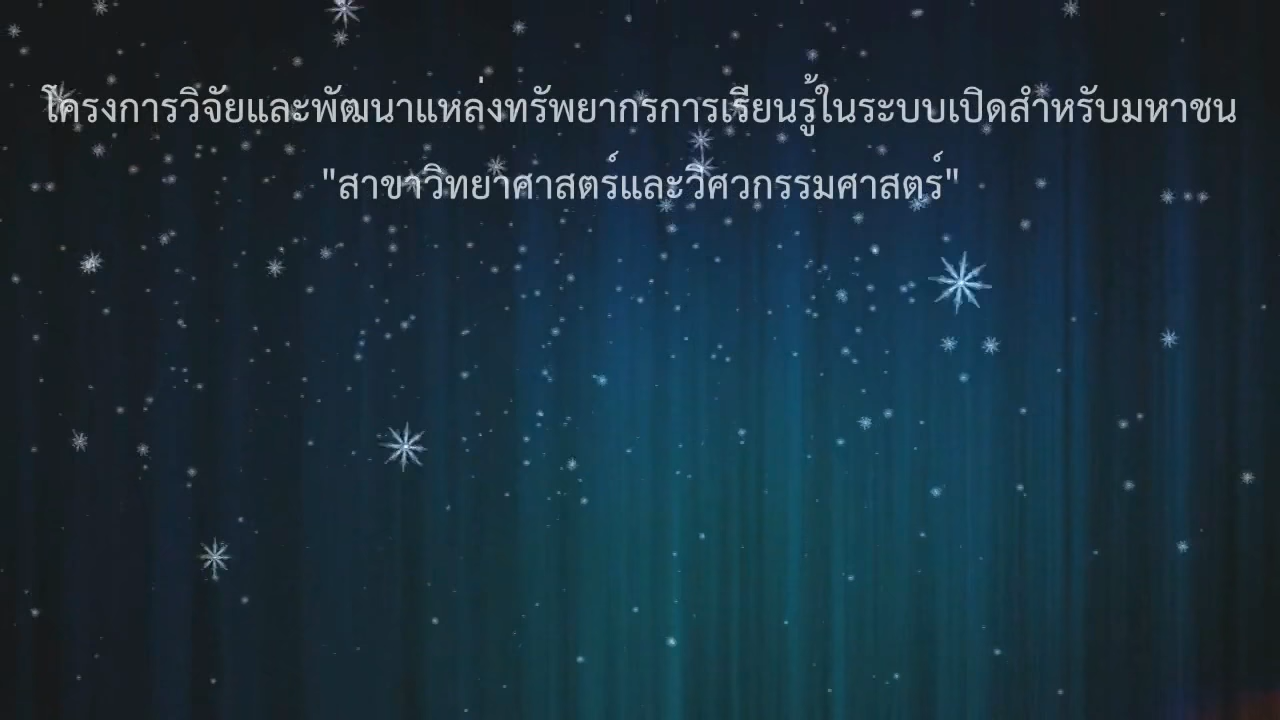 โครงการวิจัยและพัฒนาแหล่งทรัพยากรการเรียนรู้ในระบบเปิดสำหรับมหาชน
"สาขาวิทยาศาสตร์และวิศวกรรมศาสตร์"